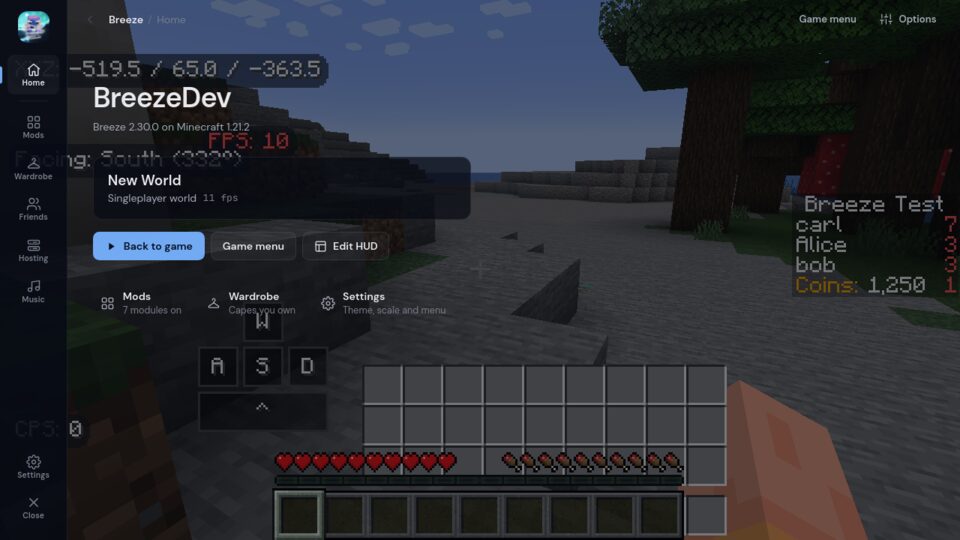 Breeze / Home
Game menu
Options
XYZ: -519.5 / 65.0 / -363.5
Home
BreezeDev
Breeze 2.30.0 on Minecraft 1.21.2
FPS: 10
Mods
Facing: South (332°)
Wardrobe
New World
Singleplayer world 11 fps
Friends
Breeze Test
carl 7
Alice 3
bob 3
Coins: 1,250 1
Hosting
Back to game
Game menu
Edit HUD
Music
Mods
7 modules on
Wardrobe
Capes you own
Settings
Theme, scale and menu
W
A S D
^
CPS: 0
Settings
Close